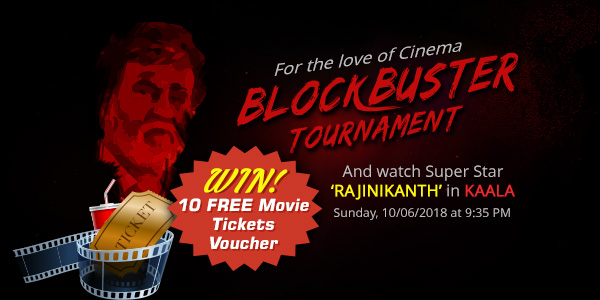 For the love of Cinema
BLOCKBUSTER
TOURNAMENT
And watch Super Star
‘RAJINIKANTH’ in KAALA
Sunday, 10/06/2018 at 9:35 PM
WIN!
10 FREE Movie
Tickets
Voucher
TICKET